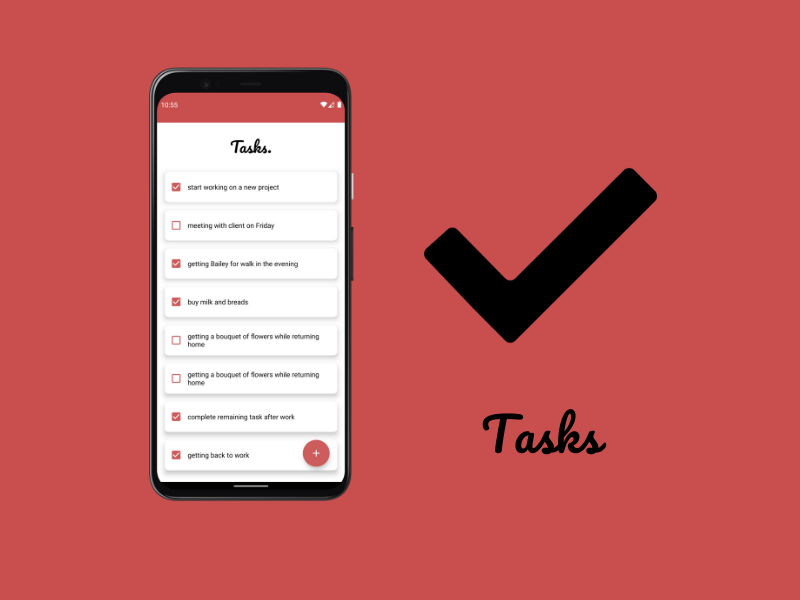 10:55
Tasks.
start working on a new project
meeting with client on Friday
getting Bailey for walk in the evening
buy milk and breads
getting a bouquet of flowers while returning
home
getting a bouquet of flowers while returning
home
complete remaining task after work
getting back to work
+
Tasks